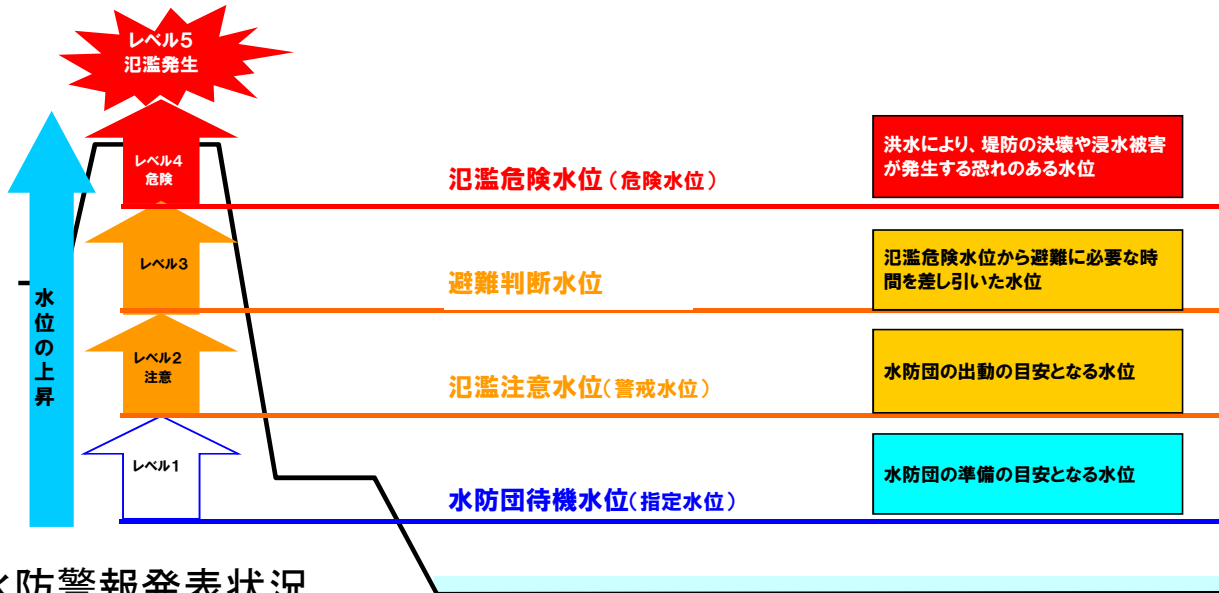 レベル5
氾濫発生
レベル4
危険
氾濫危険水位(危険水位)
洪水により、堤防の決壊や浸水被害
が発生する恐れのある水位
レベル3
避難判断水位
氾濫危険水位から避難に必要な時
間を差し引いた水位
水位の上昇
レベル2
注意
氾濫注意水位(警戒水位)
水防団の出動の目安となる水位
レベル1
水防団待機水位(指定水位)
水防団の準備の目安となる水位
水防警報発表状況